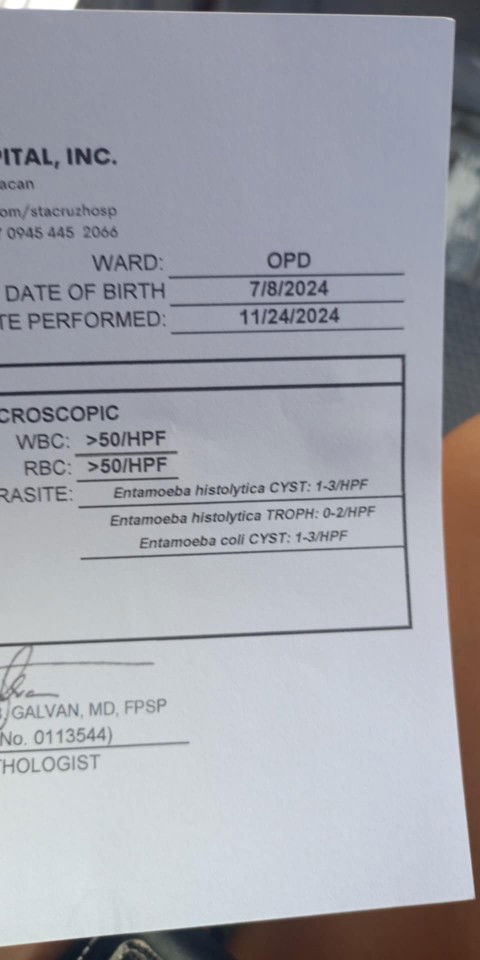 PITAL, INC.
acan
om/stacruzhosp
/ 0945 445 2066
WARD: OPD
DATE OF BIRTH 7/8/2024
TE PERFORMED: 11/24/2024
CROSCOPIC
WBC: >50/HPF
RBC: >50/HPF
RASITE: Entamoeba histolytica CYST: 1-3/HPF
Entamoeba histolytica TROPH: 0-2/HPF
Entamoeba coli CYST: 1-3/HPF
GALVAN, MD, FPSP
No. 0113544)
THOLOGIST